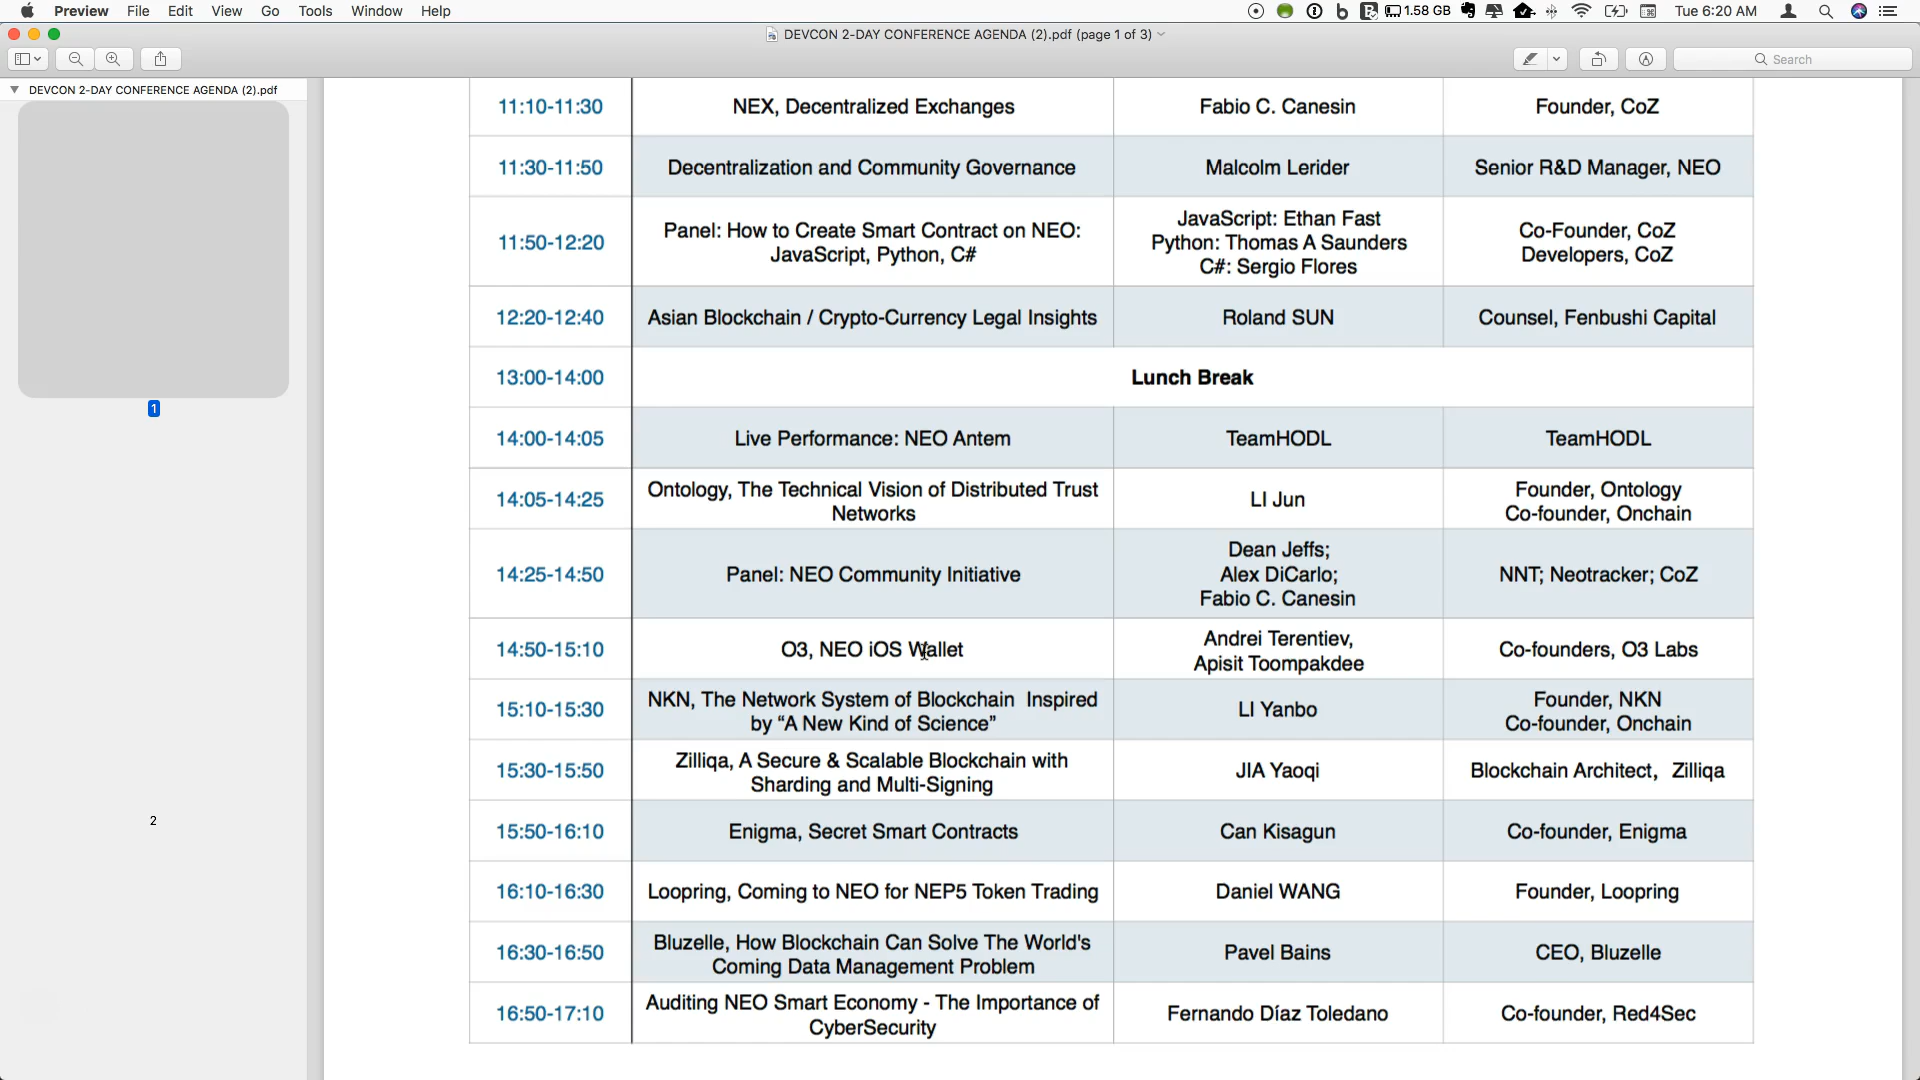 Preview File Edit View Go Tools Window Help 1.58 GB Tue 6:20 AM
DEVCON 2-DAY CONFERENCE AGENDA (2).pdf (page 1 of 3)
Search
DEVCON 2-DAY CONFERENCE AGENDA (2).pdf
1
2
11:10-11:30 NEX, Decentralized Exchanges Fabio C. Canesin Founder, CoZ
11:30-11:50 Decentralization and Community Governance Malcolm Lerider Senior R&D Manager, NEO
11:50-12:20
Panel: How to Create Smart Contract on NEO:
JavaScript, Python, C#
JavaScript: Ethan Fast
Python: Thomas A Saunders
C#: Sergio Flores
Co-Founder, CoZ
Developers, CoZ
12:20-12:40 Asian Blockchain / Crypto-Currency Legal Insights Roland SUN Counsel, Fenbushi Capital
13:00-14:00 Lunch Break
14:00-14:05 Live Performance: NEO Antem TeamHODL TeamHODL
14:05-14:25
Ontology, The Technical Vision of Distributed Trust
Networks
LI Jun
Founder, Ontology
Co-founder, Onchain
14:25-14:50
Panel: NEO Community Initiative
Dean Jeffs;
Alex DiCarlo;
Fabio C. Canesin
NNT; Neotracker; CoZ
14:50-15:10
O3, NEO iOS Wallet
Andrei Terentiev,
Apisit Toompakdee
Co-founders, O3 Labs
15:10-15:30
NKN, The Network System of Blockchain Inspired
by “A New Kind of Science”
LI Yanbo
Founder, NKN
Co-founder, Onchain
15:30-15:50
Zilliqa, A Secure & Scalable Blockchain with
Sharding and Multi-Signing
JIA Yaoqi
Blockchain Architect，Zilliqa
15:50-16:10 Enigma, Secret Smart Contracts Can Kisagun Co-founder, Enigma
16:10-16:30 Loopring, Coming to NEO for NEP5 Token Trading Daniel WANG Founder, Loopring
16:30-16:50
Bluzelle, How Blockchain Can Solve The World's
Coming Data Management Problem
Pavel Bains
CEO, Bluzelle
16:50-17:10
Auditing NEO Smart Economy - The Importance of
CyberSecurity
Fernando Díaz Toledano
Co-founder, Red4Sec